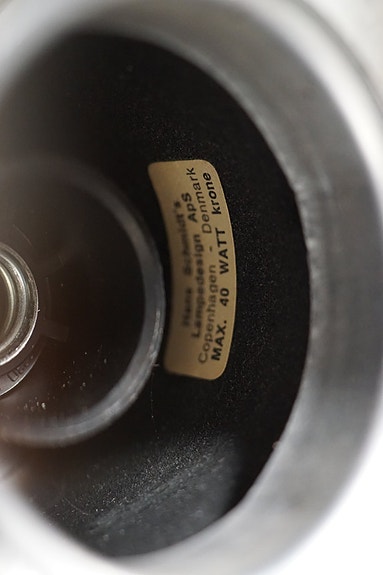 Hans Schmidt's
Lampedesign ApS
Copenhagen - Denmark
MAX. 40 WATT krone